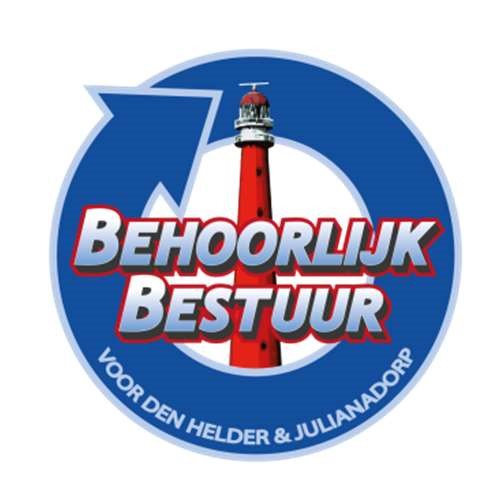 BEHOORLIJK
BESTUUR
VOOR DEN HELDER & JULIANADORP